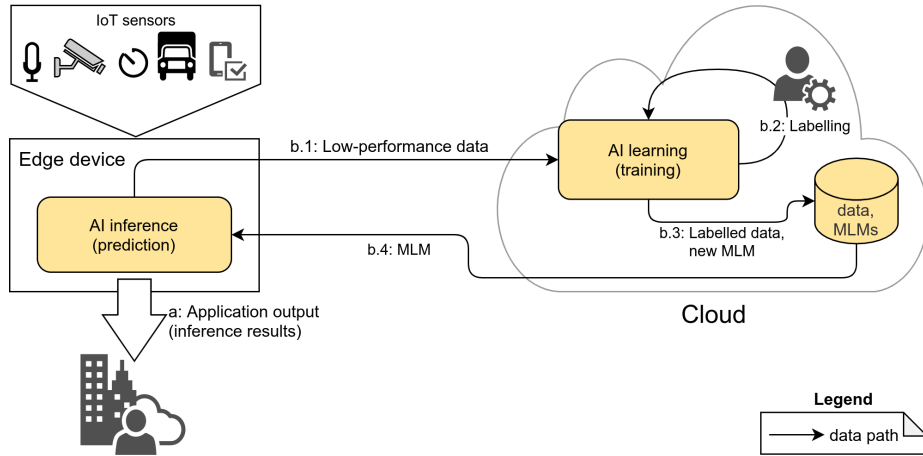 IoT sensors
Edge device
AI inference
(prediction)
b.1: Low-performance data
AI learning
(training)
b.2: Labelling
b.3: Labelled data,
new MLM
data,
MLMs
b.4: MLM
Cloud
a: Application output
(inference results)
Legend
data path